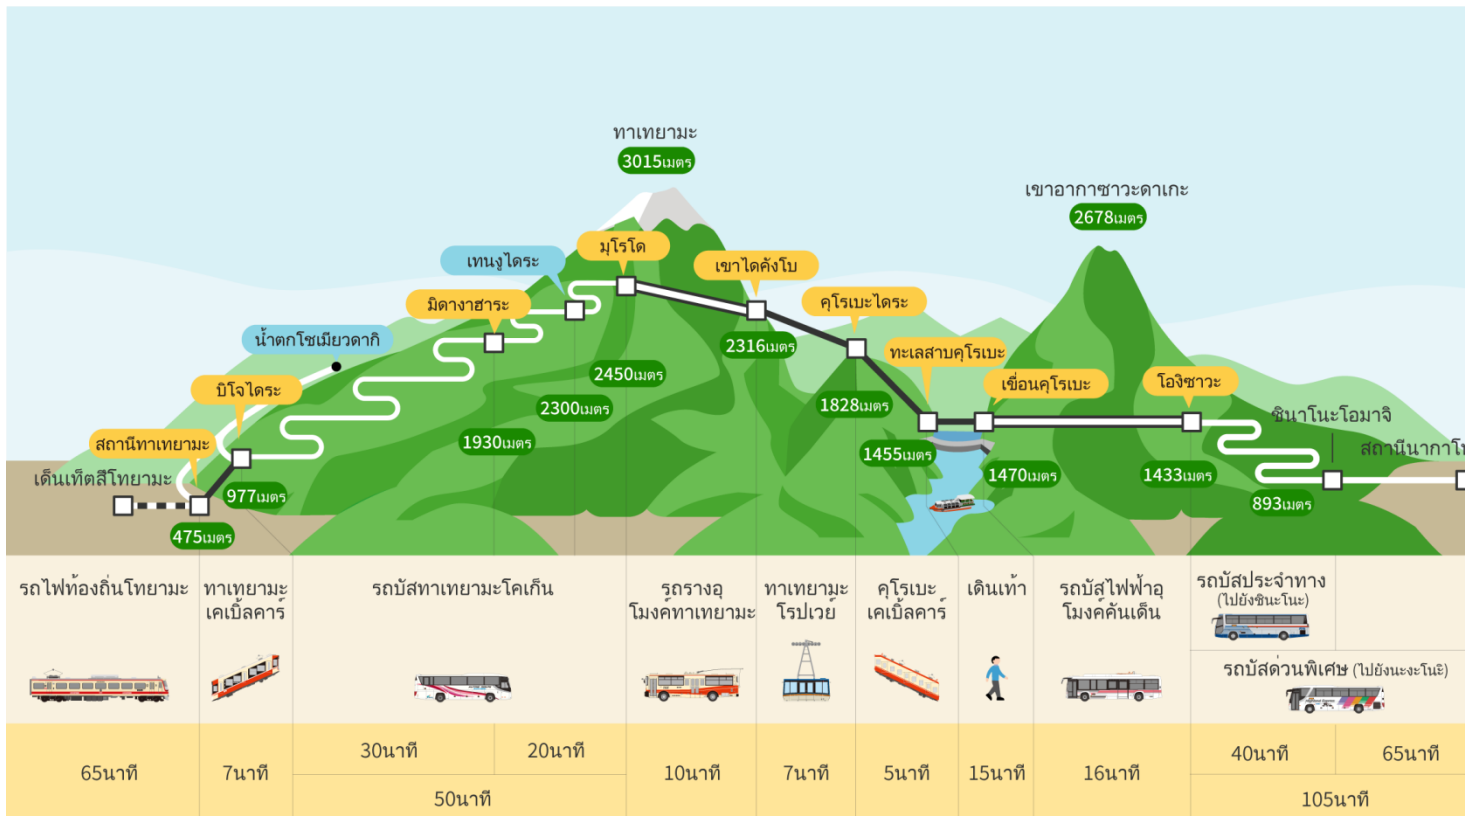 ทาเทยามะ
3015เมตร
เขาอากาซาวะดาเกะ
2678เมตร
มุโรโด
เทนงูไดระ
เขาไดคังโบ
มิดางาฮาระ
คุโรเบะไดระ
น้ำตกโชเมียวดากิ
2316เมตร
ทะเลสาบคุโรเบะ
2450เมตร
บิโจไดระ
เขื่อนคุโรเบะ
โองิซาวะ
2300เมตร
1828เมตร
ชินาโนะโอมาจิ
สถานีทาเทยามะ
1930เมตร
1455เมตร
สถานีนากาโน
เด็นเท็ตสึโทยามะ
977เมตร
1470เมตร
1433เมตร
893เมตร
475เมตร
รถไฟท้องถิ่นโทยามะ
ทาเทยามะ
เคเบิ้ลคาร์
รถบัสทาเทยามะโคเก็น
รถรางอุ
โมงค์ทาเทยามะ
ทาเทยามะ
โรปเวย์
คุโรเบะ
เคเบิ้ลคาร์
เดินเท้า
รถบัสไฟฟ้าอุ
โมงค์คันเด็น
รถบัสประจำทาง
(ไปยังชินะโนะ)
รถบัสด่วนพิเศษ (ไปยังนะงะโนะ)
65นาที
7นาที
30นาที
20นาที
50นาที
10นาที
7นาที
5นาที
15นาที
16นาที
40นาที
65นาที
105นาที